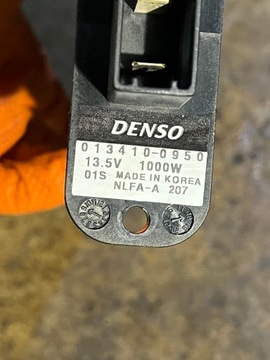 DENSO
013410-0950
13.5V 1000W
01S MADE IN KOREA
NLFA-A 207